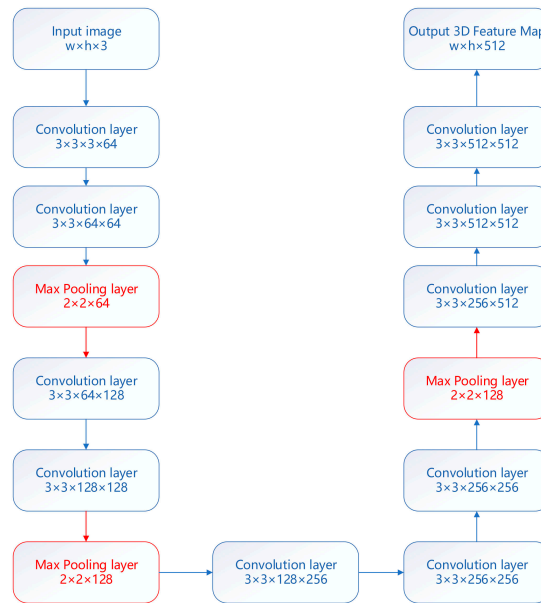 Input image
w×h×3
Convolution layer
3×3×3×64
Convolution layer
3×3×64×64
Max Pooling layer
2×2×64
Convolution layer
3×3×64×128
Convolution layer
3×3×128×128
Max Pooling layer
2×2×128
Convolution layer
3×3×128×256
Convolution layer
3×3×256×256
Convolution layer
3×3×256×256
Max Pooling layer
2×2×128
Convolution layer
3×3×256×512
Convolution layer
3×3×512×512
Convolution layer
3×3×512×512
Output 3D Feature Map
w×h×512